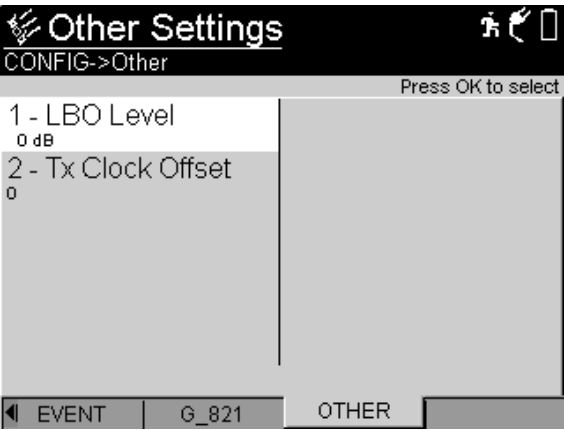 Other Settings
CONFIG->Other
Press OK to select
1 - LBO Level
0 dB
2 - Tx Clock Offset
0
EVENT
G_821
OTHER